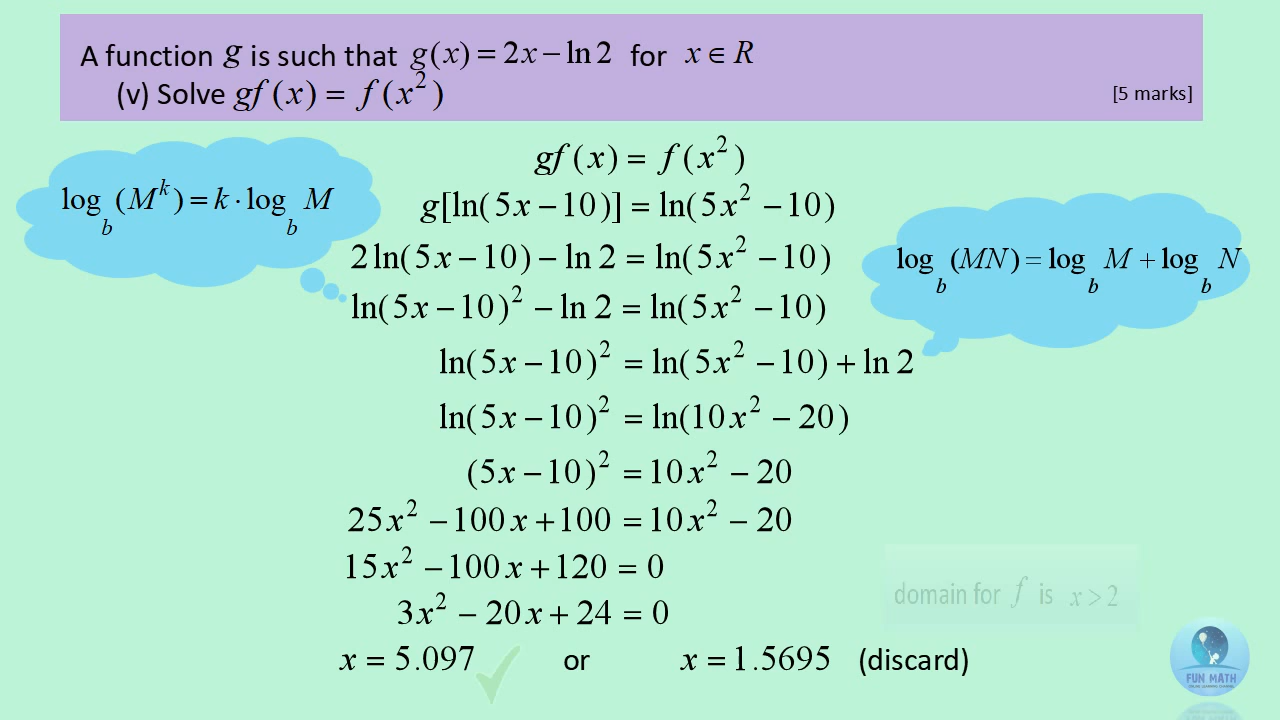 A function g is such that g(x) = 2x − ln 2 for x ∈ R
(v) Solve gf(x) = f(x²)
[5 marks]
gf(x) = f(x²)
log_b(M^k) = k · log_b M
g[ln(5x − 10)] = ln(5x² − 10)
2 ln(5x − 10) − ln 2 = ln(5x² − 10)
log_b(MN) = log_b M + log_b N
ln(5x − 10)² − ln 2 = ln(5x² − 10)
ln(5x − 10)² = ln(5x² − 10) + ln 2
ln(5x − 10)² = ln(10x² − 20)
(5x − 10)² = 10x² − 20
25x² − 100x + 100 = 10x² − 20
15x² − 100x + 120 = 0
domain for f is x > 2
3x² − 20x + 24 = 0
x = 5.097 or x = 1.5695 (discard)
FUN MATH
ONLINE LEARNING CHANNEL